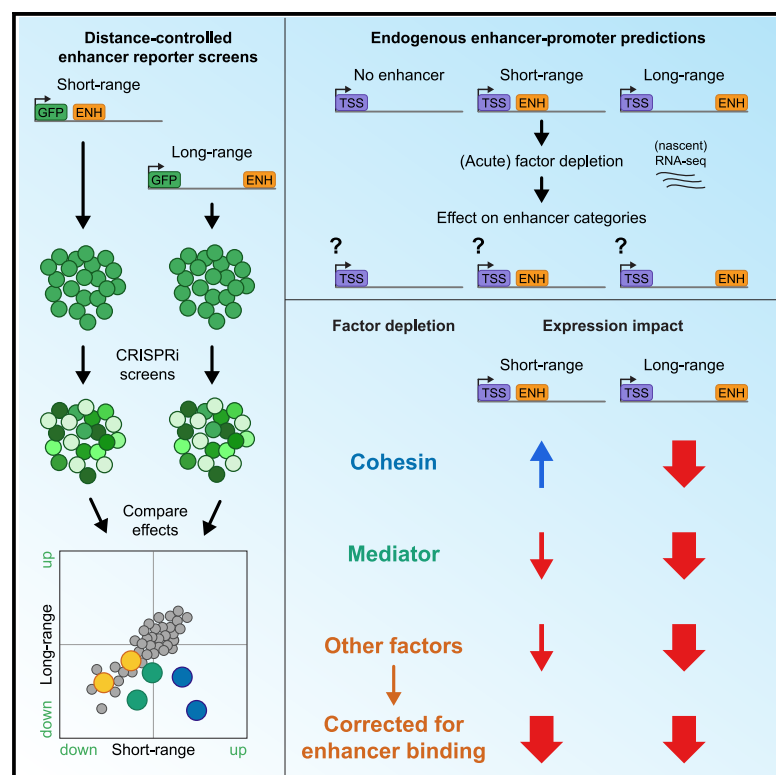 Distance-controlled
enhancer reporter screens
Short-range
GFP ENH
Long-range
GFP ENH
CRISPRi
screens
Compare
effects
up
Long-range
down
down Short-range up
Endogenous enhancer-promoter predictions
No enhancer Short-range Long-range
TSS TSS ENH TSS ENH
(Acute) factor depletion
(nascent)
RNA-seq
Effect on enhancer categories
? ? ?
TSS TSS ENH TSS ENH
Factor depletion Expression impact
Short-range Long-range
TSS ENH TSS ENH
Cohesin
Mediator
Other factors
Corrected for
enhancer binding